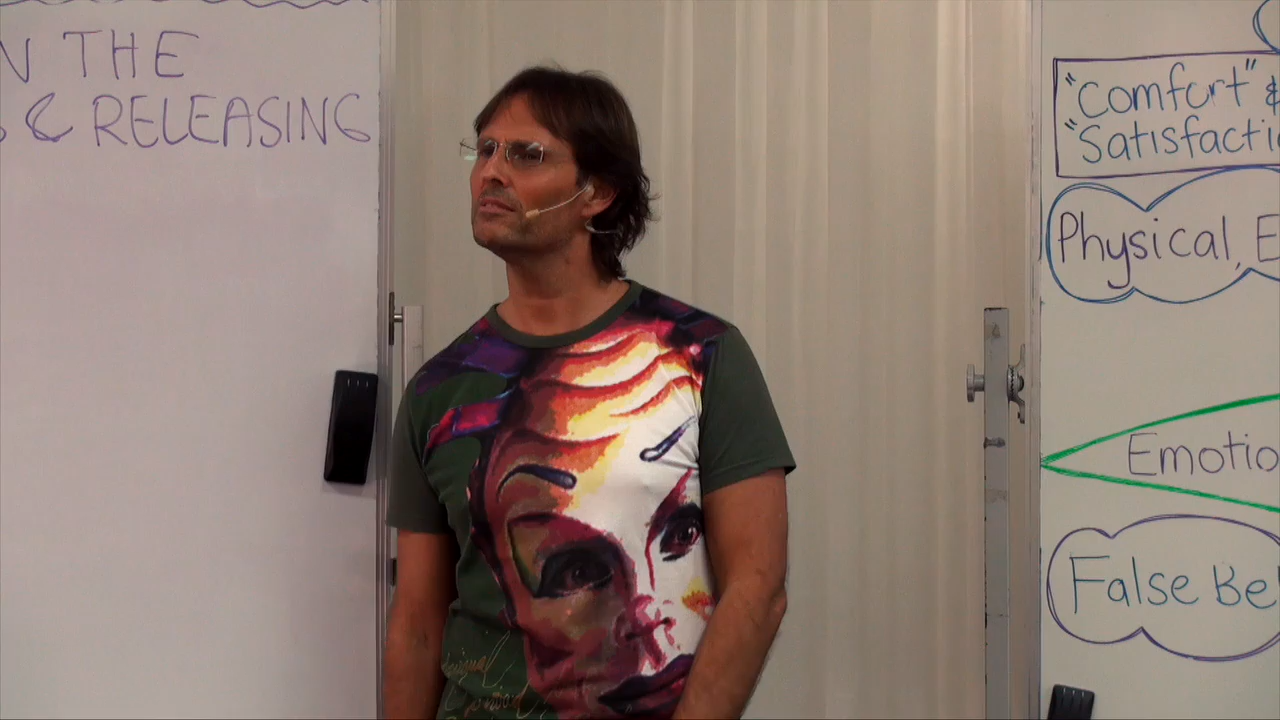 N THE
& RELEASING
"Comfort" &
"Satisfacti
Physical, E
Emotio
False Be